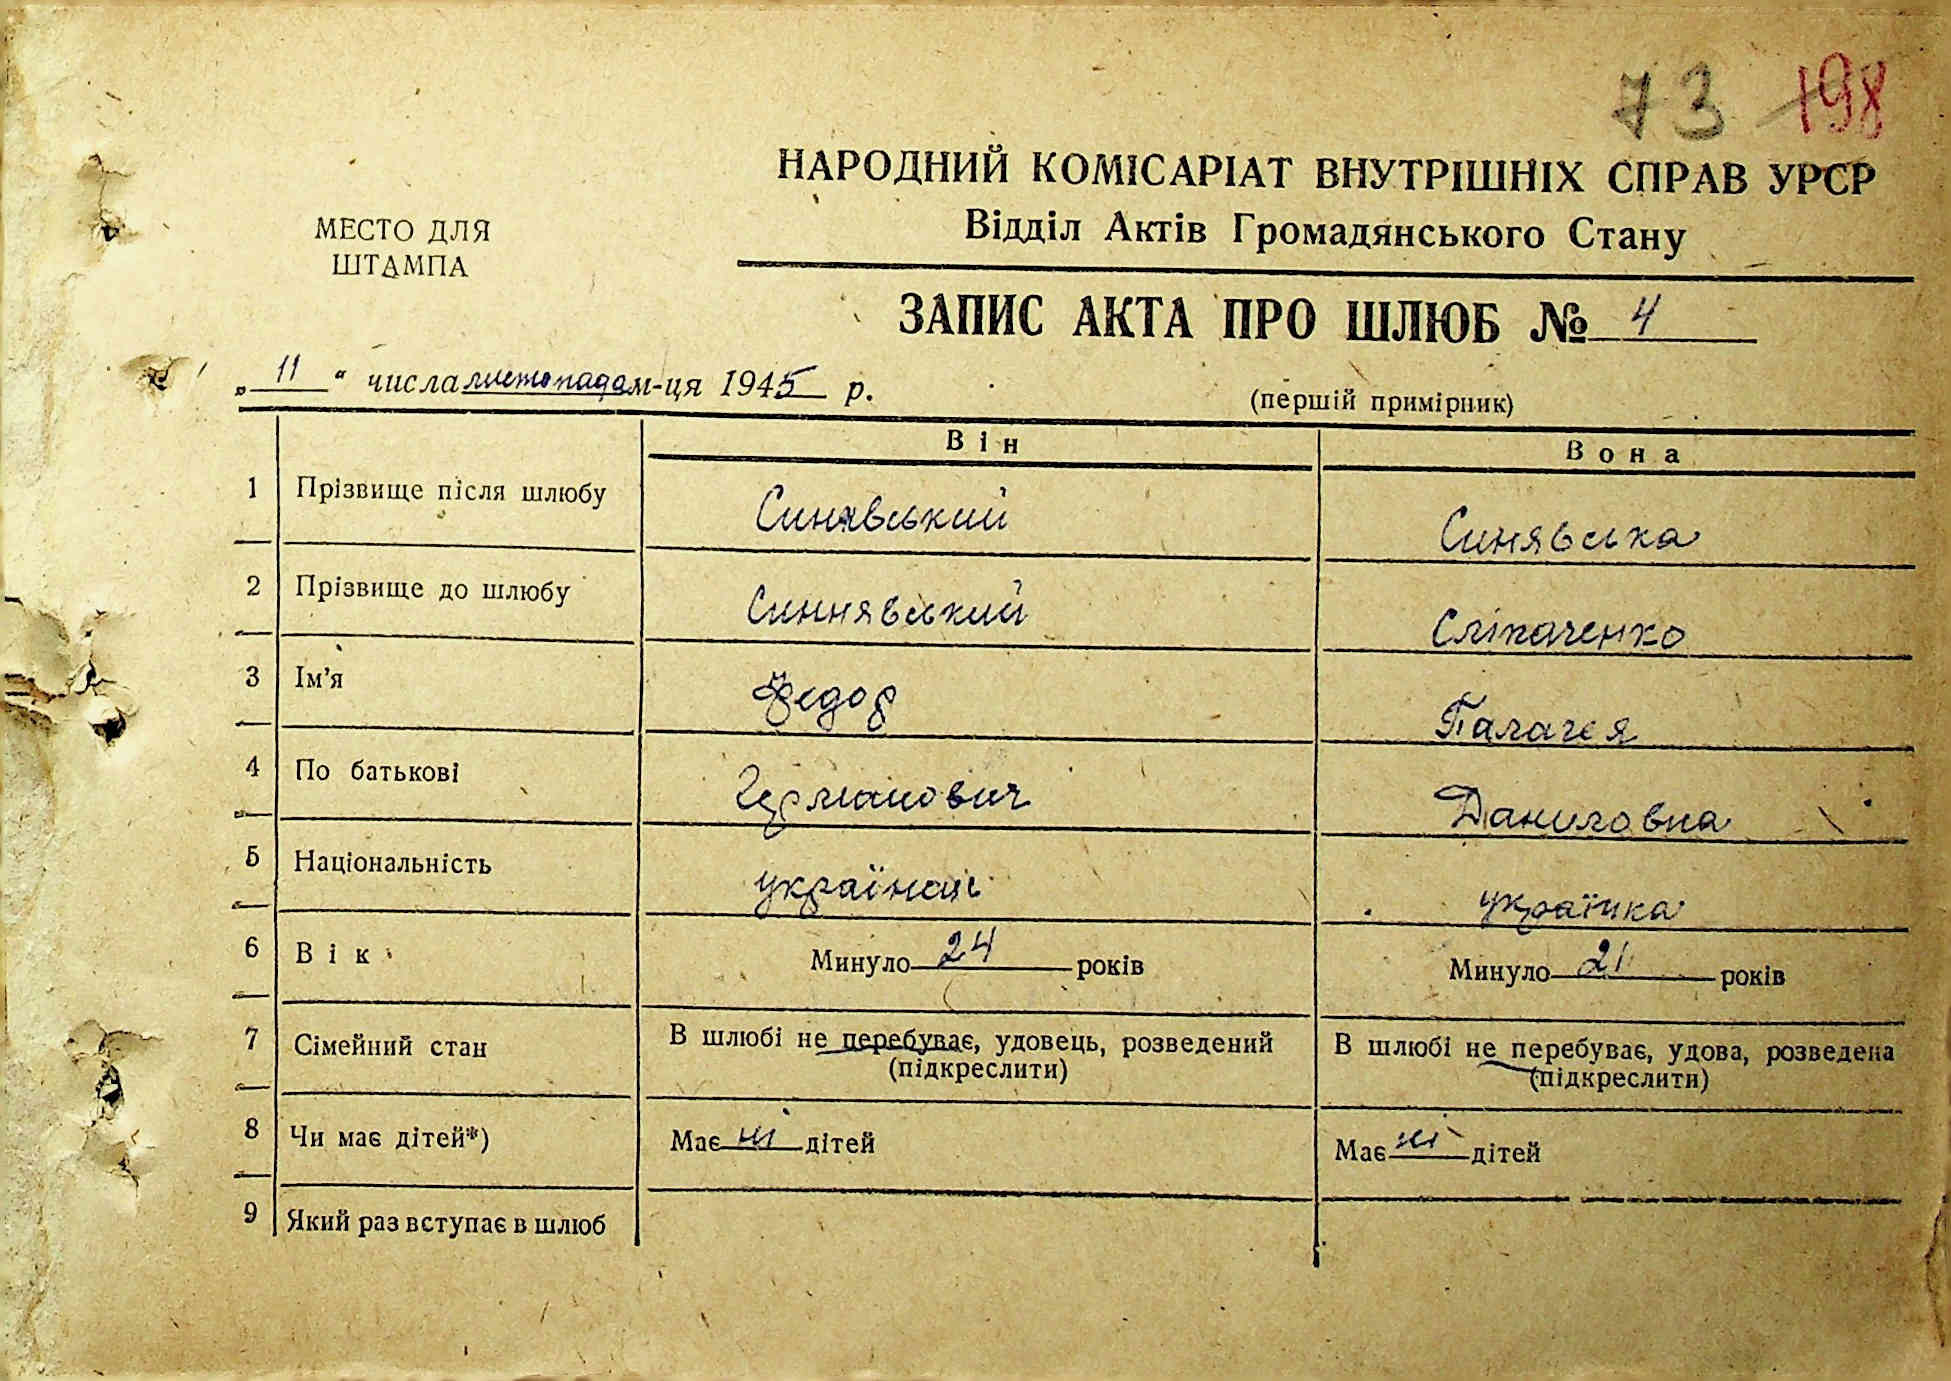 73 198
НАРОДНИЙ КОМІСАРІАТ ВНУТРІШНІХ СПРАВ УРСР
Відділ Актів Громадянського Стану
МЕСТО ДЛЯ
ШТАМПА
ЗАПИС АКТА ПРО ШЛЮБ № 4
„ 11 “ числа листопада м-ця 1945 р.
(першій примірник)
Він Вона
1 Прізвище після шлюбу Синявський Синявська
2 Прізвище до шлюбу Синнявський Сліпаченко
3 Ім’я Федор Палагея
4 По батькові Германович Даниловна
5 Національність українець українка
6 Вік Минуло 24 років Минуло 21 років
7 Сімейний стан В шлюбі не перебуває, удовець, розведений В шлюбі не перебуває, удова, розведена
(підкреслити) (підкреслити)
8 Чи має дітей*) Має ні дітей Має ні дітей
9 Який раз вступає в шлюб